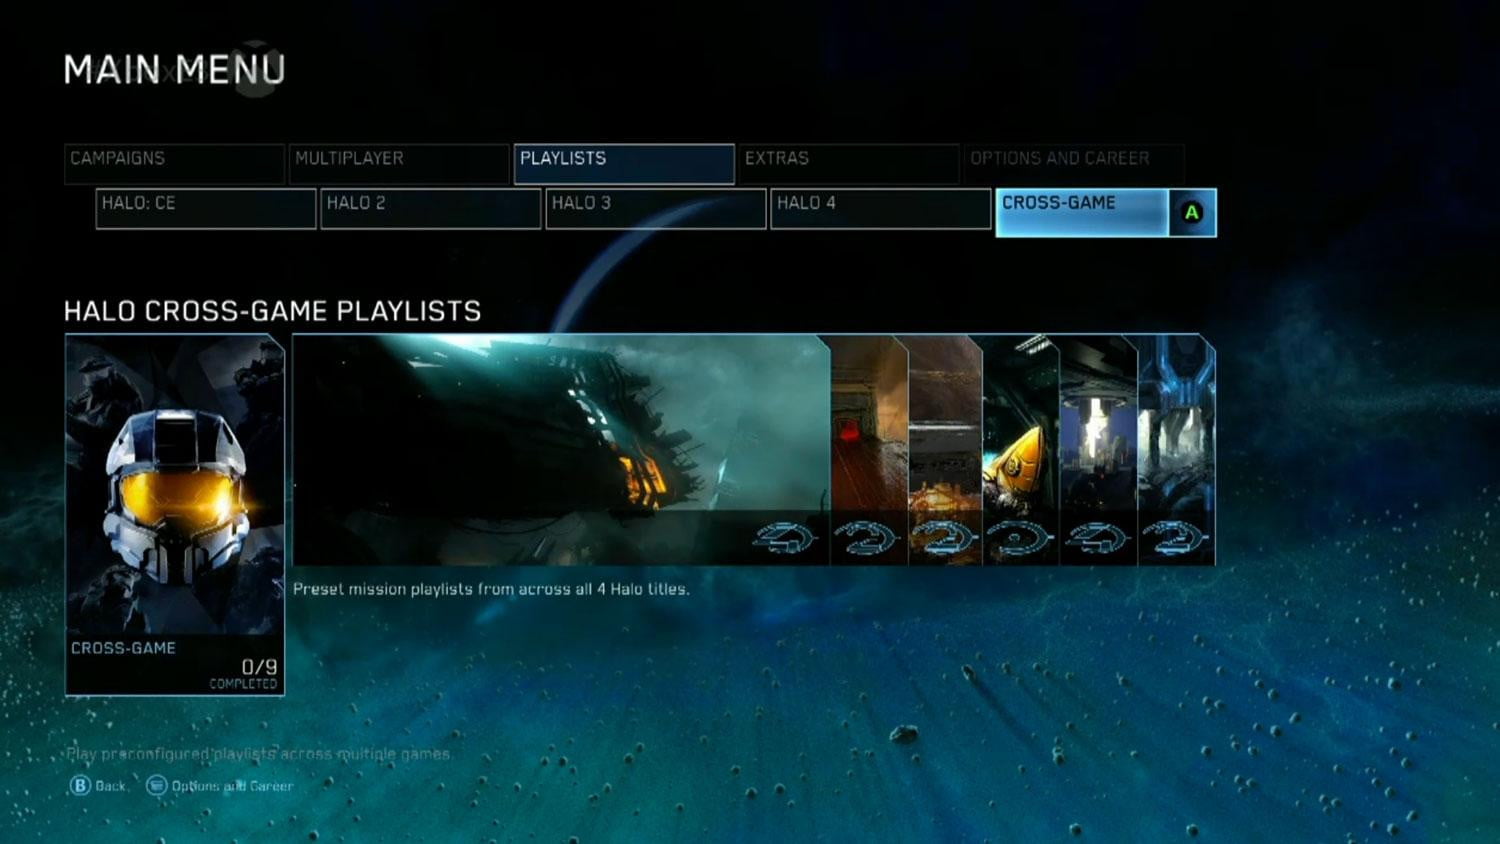 MAIN MENU
CAMPAIGNS MULTIPLAYER PLAYLISTS EXTRAS OPTIONS AND CAREER
HALO: CE HALO 2 HALO 3 HALO 4 CROSS-GAME A
HALO CROSS-GAME PLAYLISTS
Preset mission playlists from across all 4 Halo titles.
CROSS-GAME
0/9
COMPLETED
Play preconfigured playlists across multiple games.
B Back Options and Career